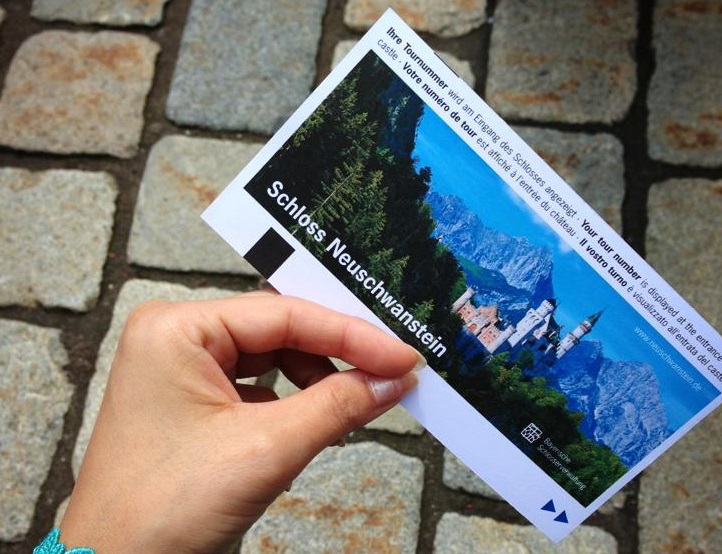 Ihre Tournummer wird am Eingang des Schlosses angezeigt · Your tour number is displayed at the entrance
castle · Votre numéro de tour est affiché à l'entrée du château · Il vostro turno è visualizzato all'entrata del cast
Schloss Neuschwanstein
www.neuschwanstein.de
Bayerische
Schlösserverwaltung